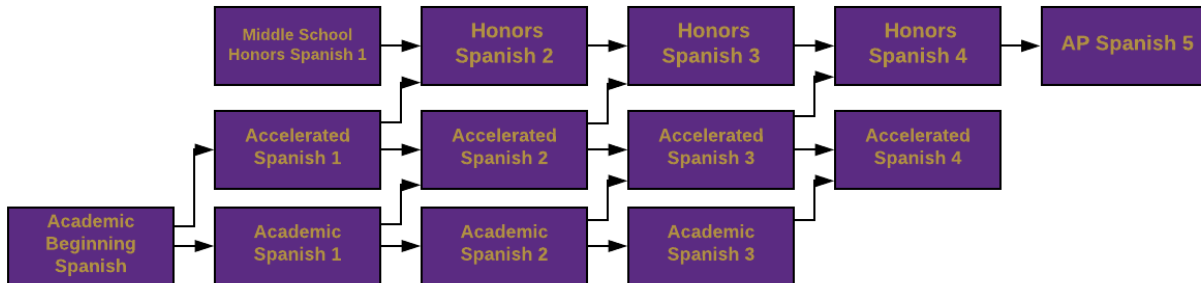 Middle School
Honors Spanish 1
Honors
Spanish 2
Honors
Spanish 3
Honors
Spanish 4
AP Spanish 5
Accelerated
Spanish 1
Accelerated
Spanish 2
Accelerated
Spanish 3
Accelerated
Spanish 4
Academic
Beginning
Spanish
Academic
Spanish 1
Academic
Spanish 2
Academic
Spanish 3